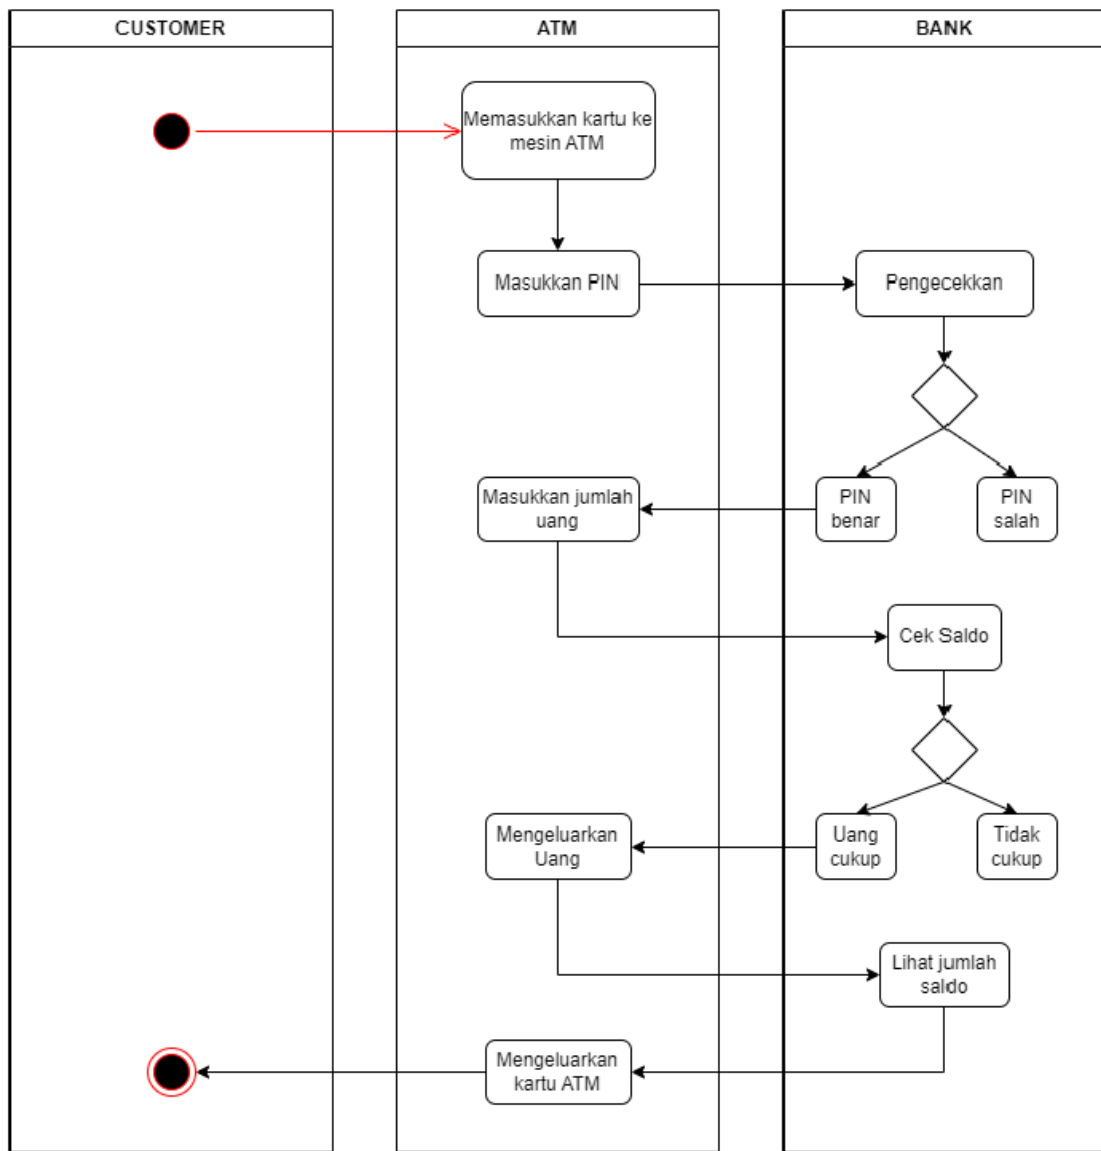 CUSTOMER
ATM
BANK
Memasukkan kartu ke
mesin ATM
Masukkan PIN
Pengecekkan
Masukkan jumlah
uang
PIN
benar
PIN
salah
Cek Saldo
Mengeluarkan
Uang
Uang
cukup
Tidak
cukup
Lihat jumlah
saldo
Mengeluarkan
kartu ATM